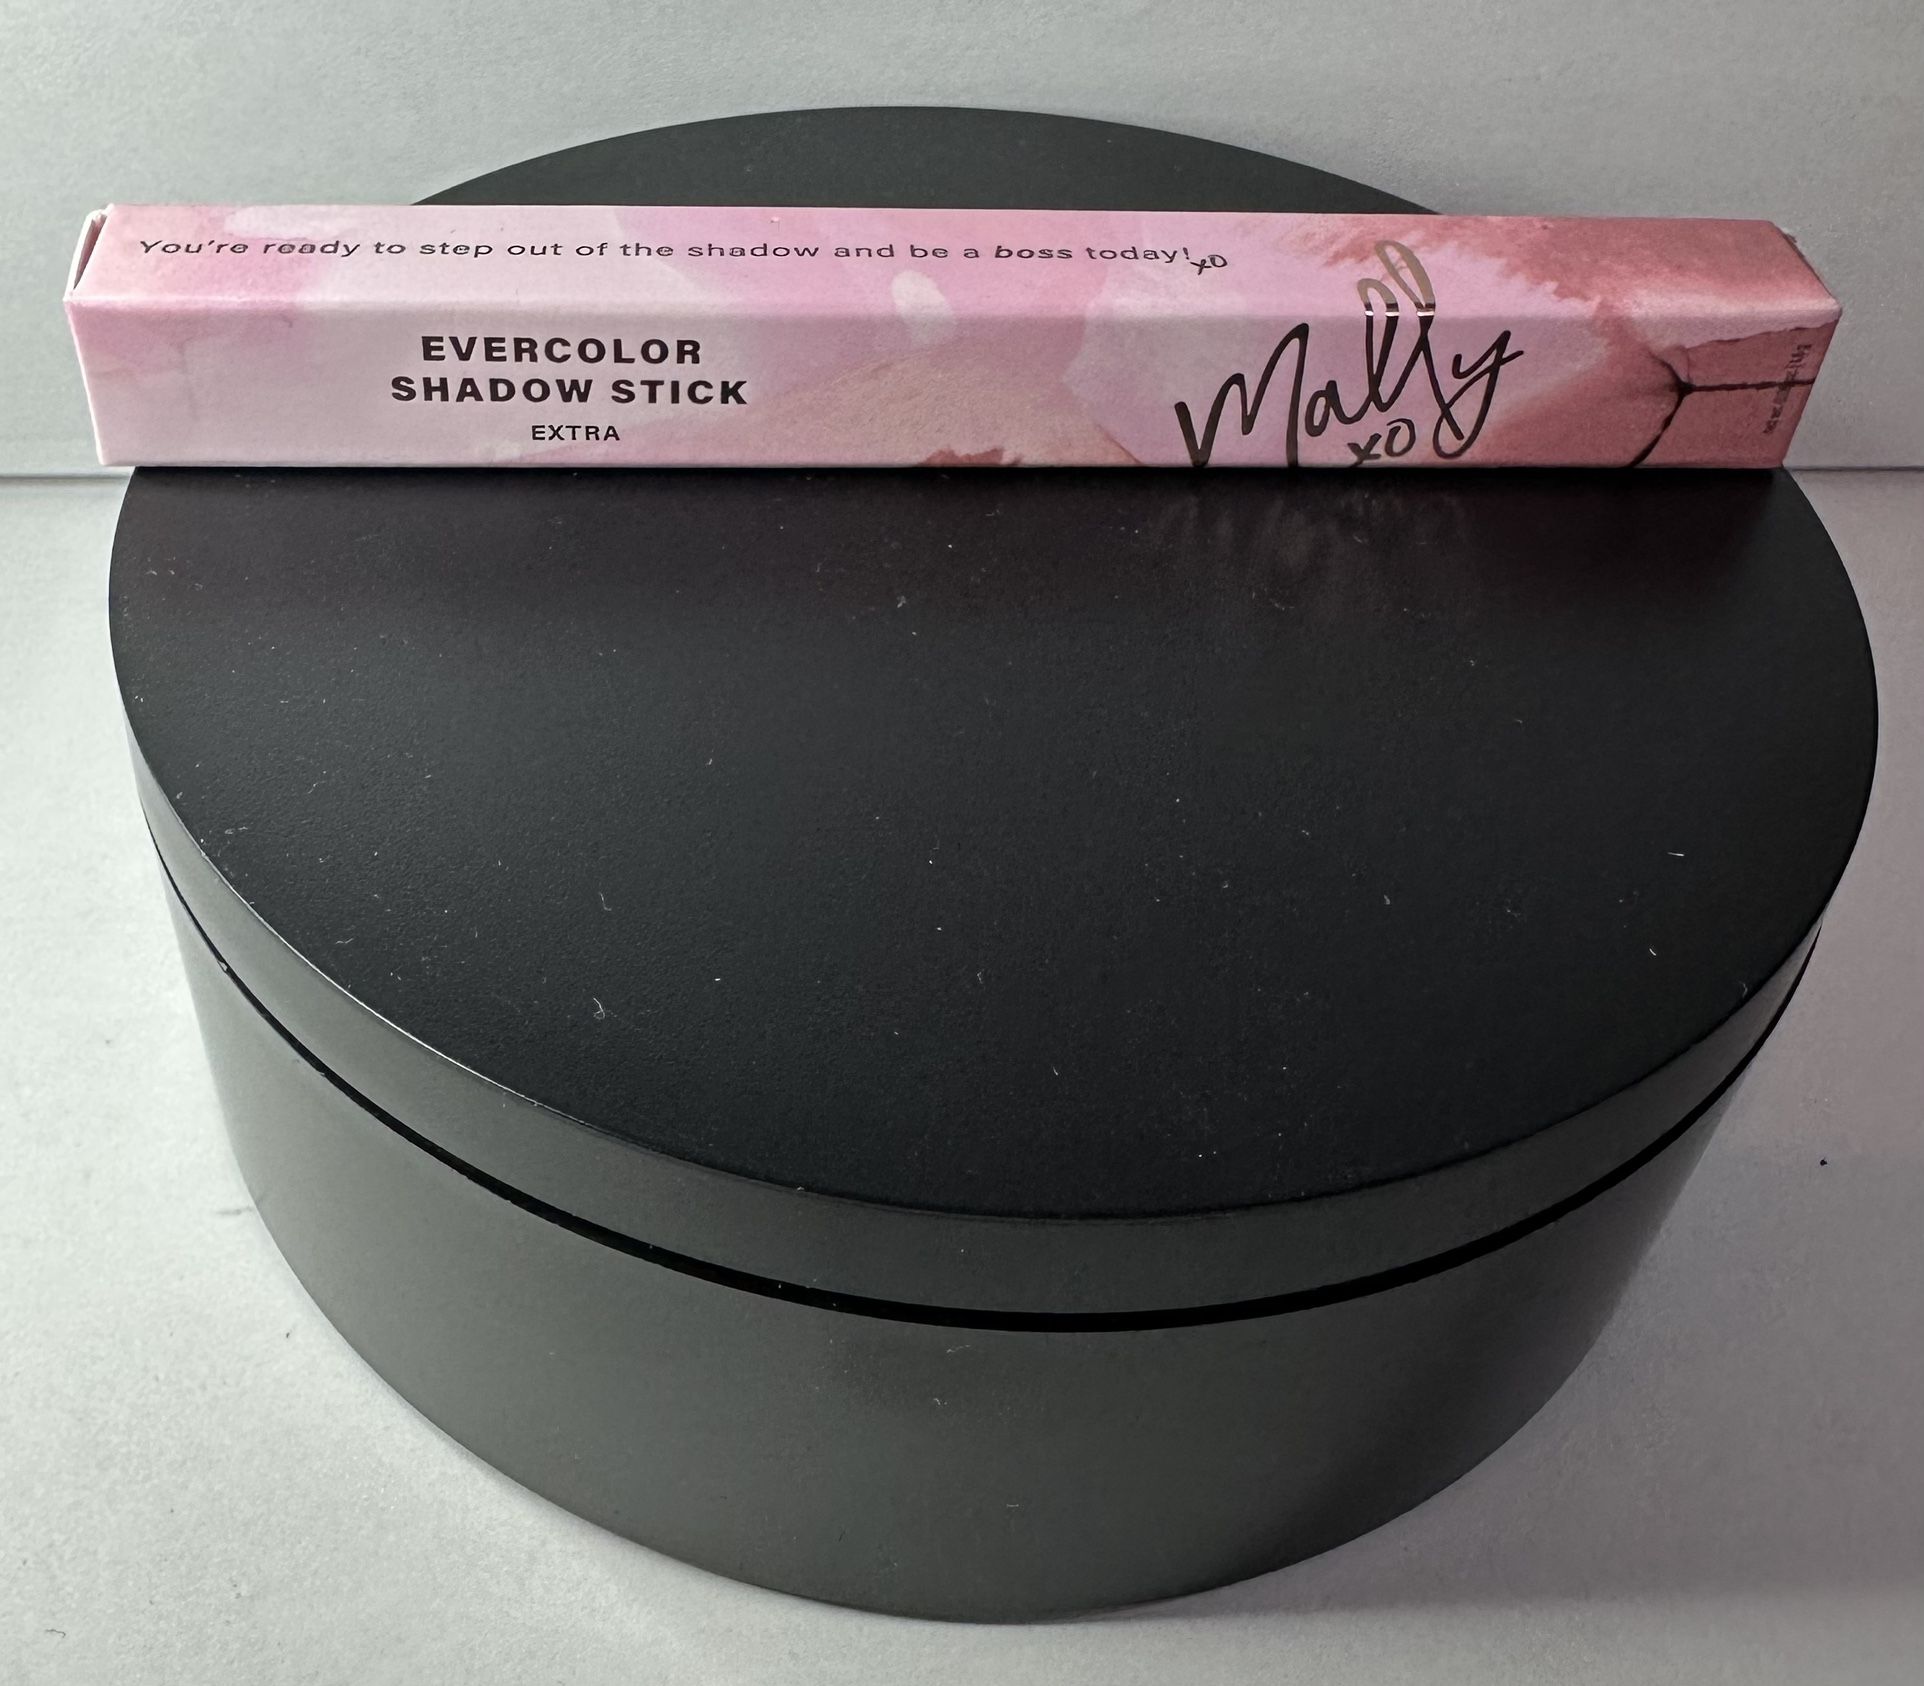 You're ready to step out of the shadow and be a boss today! xo
EVERCOLOR
SHADOW STICK
EXTRA
Mally
xo